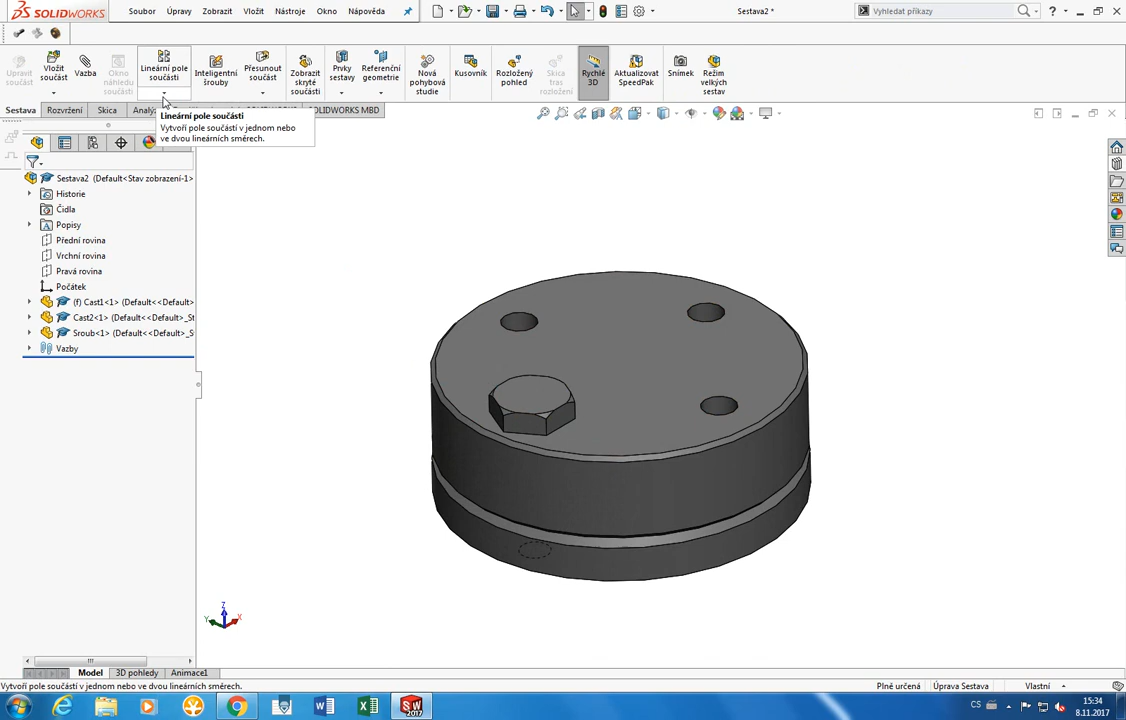 SOLIDWORKS Soubor Úpravy Zobrazit Vložit Nástroje Okno Nápověda Sestava2 * Vyhledat příkazy
Upravit součást
Vložit součást
Vazba
Okno náhledu součásti
Lineární pole součásti
Inteligentní šrouby
Přesunout součást
Zobrazit skryté součásti
Prvky sestavy
Referenční geometrie
Nová pohybová studie
Kusovník
Rozložený pohled
Skica tras rozložení
Rychlé 3D
Aktualizovat SpeedPak
Snímek
Režim velkých sestav
Sestava Rozvržení Skica SOLIDWORKS MBD
Lineární pole součásti
Vytvoří pole součástí v jednom nebo
ve dvou lineárních směrech.
Sestava2 (Default<Stav zobrazení-1>
Historie
Čidla
Popisy
Přední rovina
Vrchní rovina
Pravá rovina
Počátek
(f) Cast1<1> (Default<<Default>
Cast2<1> (Default<<Default>_St
Sroub<1> (Default<<Default>_S
Vazby
Z
Y X
Model 3D pohledy Animace1
Vytvoří pole součástí v jednom nebo ve dvou lineárních směrech. Plně určená Úprava Sestava Vlastní
CS 15:34
8.11.2017